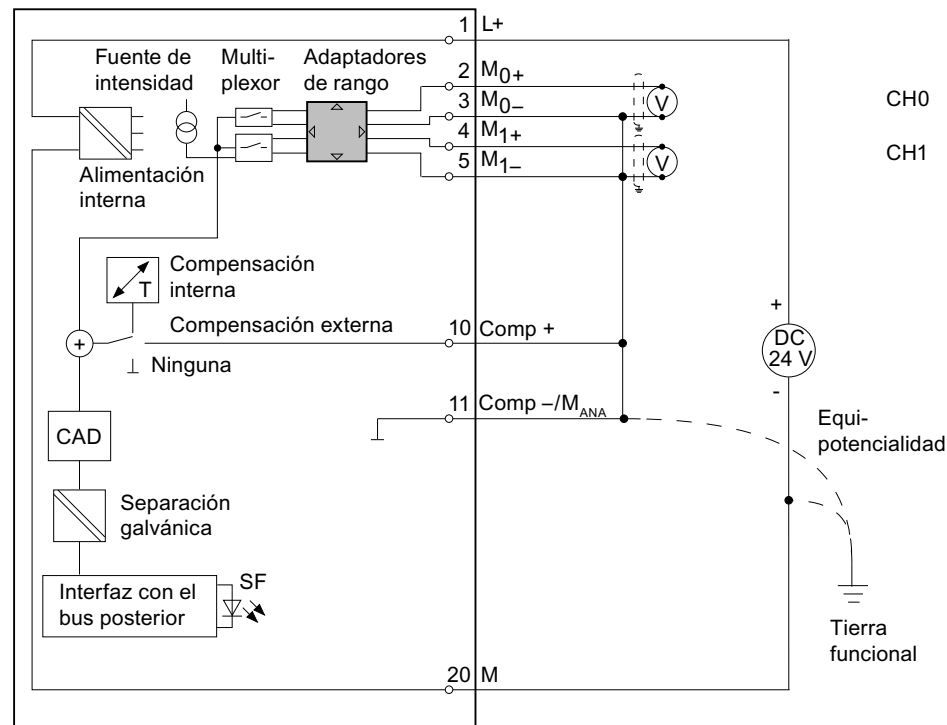 1 L+
Fuente de
intensidad
Multi-
plexor
Adaptadores
de rango
2 M0+
3 M0−
4 M1+
5 M1−
V
V
CH0
CH1
Alimentación
interna
T
Compensación
interna
Compensación externa
10 Comp +
+
Ninguna
11 Comp −/MANA
+
DC
24 V
-
Equi-
potencialidad
CAD
Separación
galvánica
Interfaz con el
bus posterior
SF
Tierra
funcional
20 M